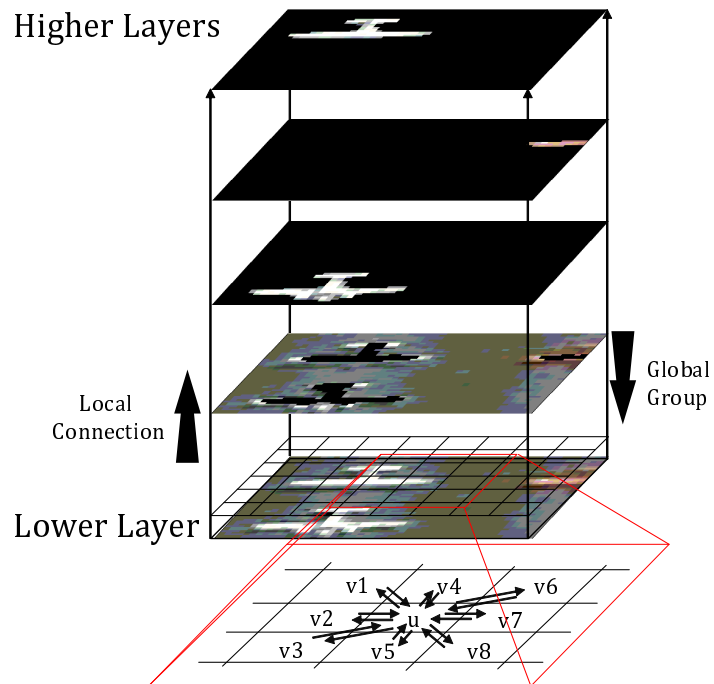 Higher Layers
Global
Group
Local
Connection
Lower Layer
v1
v4
v6
v2
u
v7
v3
v5
v8